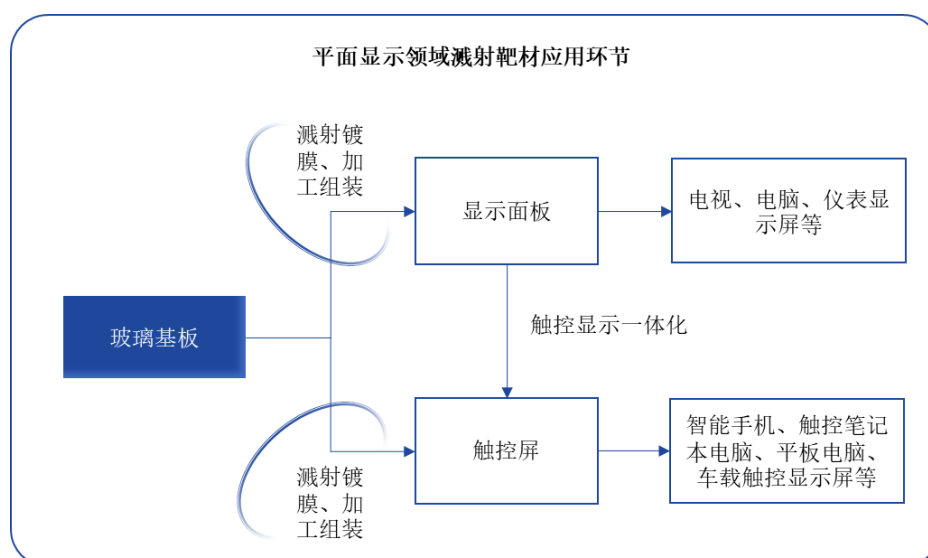 平面显示领域溅射靶材应用环节
溅射镀
膜、加
工组装
显示面板
电视、电脑、仪表显
示屏等
玻璃基板
触控显示一体化
溅射镀
膜、加
工组装
触控屏
智能手机、触控笔记
本电脑、平板电脑、
车载触控显示屏等